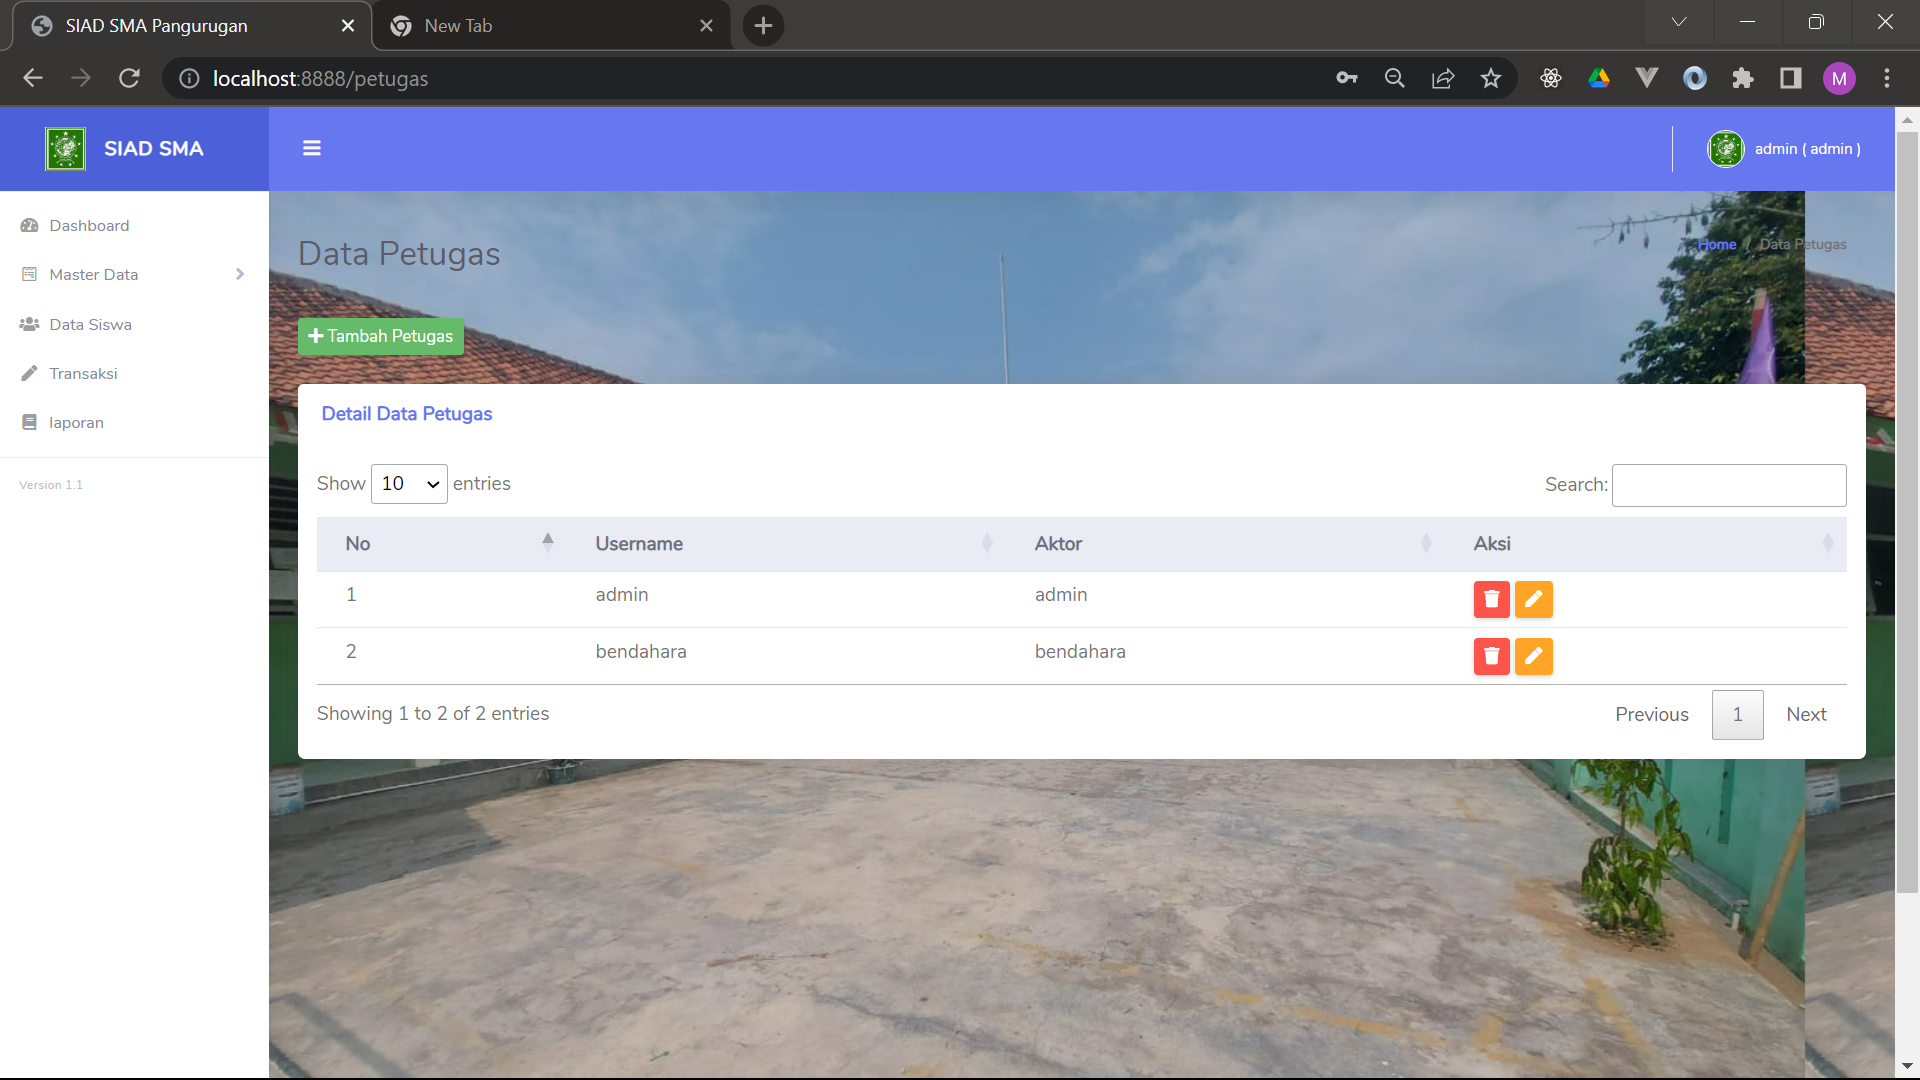 SIAD SMA Pangurugan
New Tab
localhost:8888/petugas
M
SIAD SMA
admin ( admin )
Dashboard
Master Data
Data Siswa
Transaksi
laporan
Version 1.1
Data Petugas
Home / Data Petugas
Tambah Petugas
Detail Data Petugas
Show 10 entries
Search:
No Username Aktor Aksi
1 admin admin
2 bendahara bendahara
Showing 1 to 2 of 2 entries
Previous 1 Next